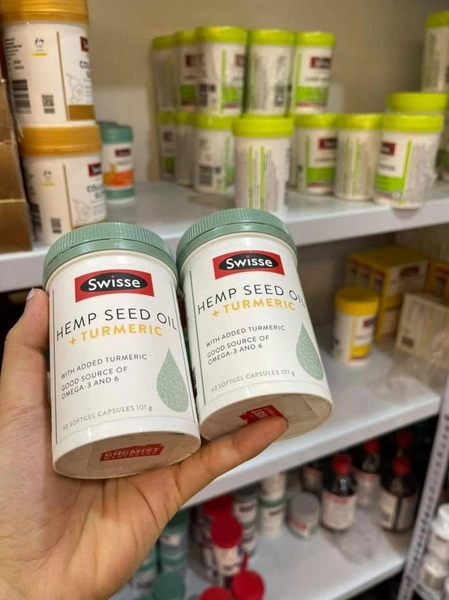 Swisse
HEMP SEED OIL
+ TURMERIC
WITH ADDED TURMERIC
GOOD SOURCE OF
OMEGA-3 AND 6
60 SOFTGEL CAPSULES 101 g
CHEMIST
Swisse
HEMP SEED OIL
+ TURMERIC
WITH ADDED TURMERIC
GOOD SOURCE OF
OMEGA-3 AND 6
60 SOFTGEL CAPSULES 101 g